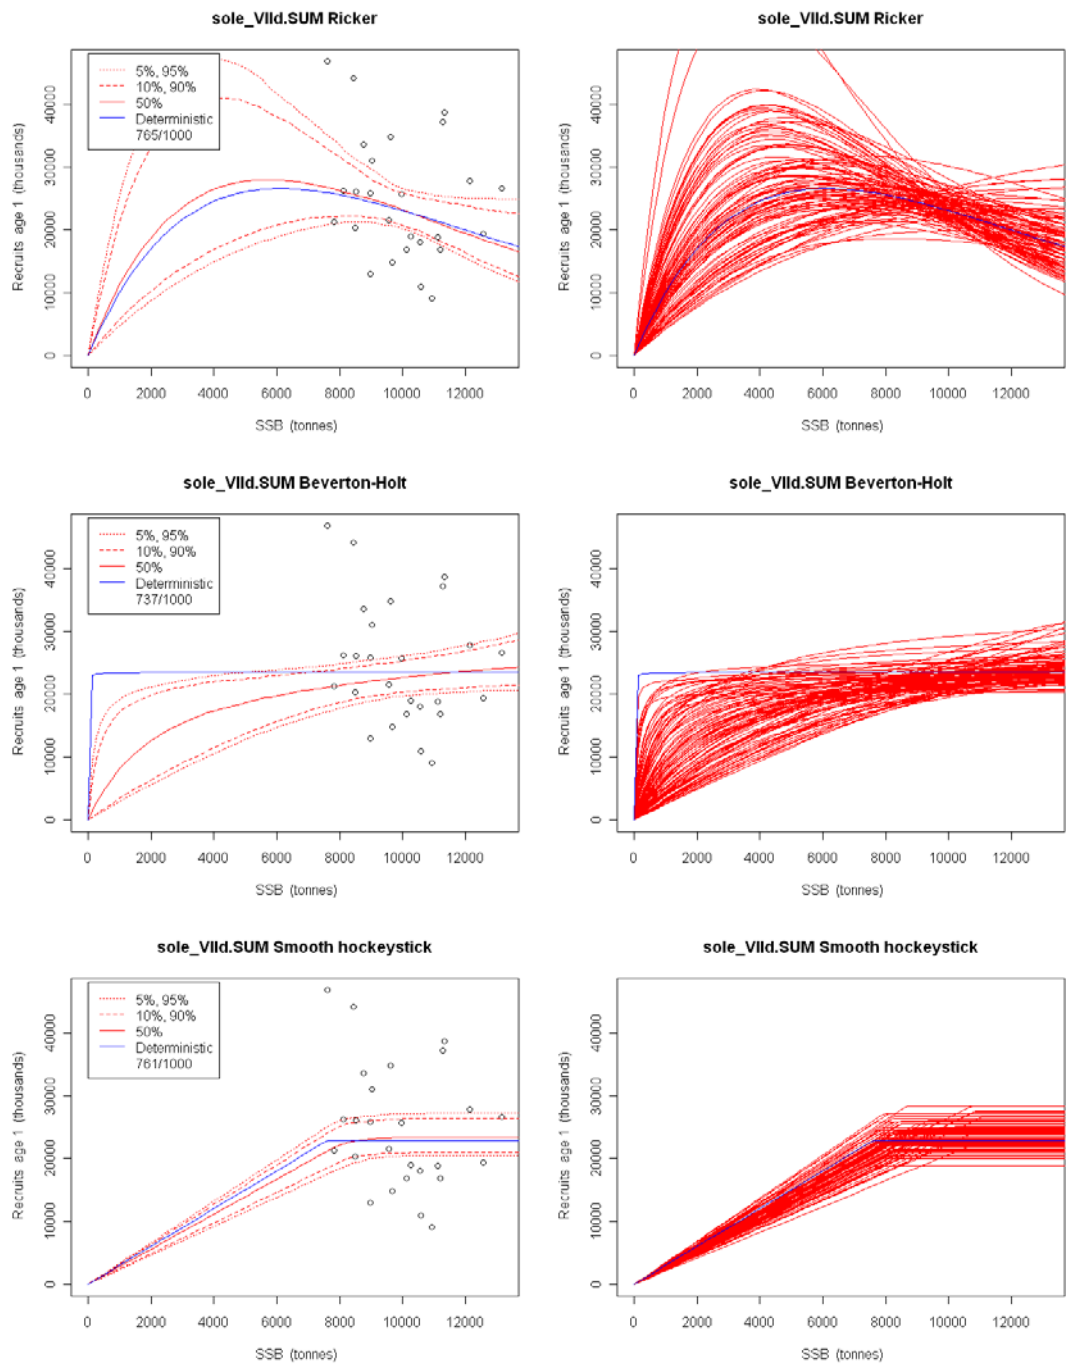 sole_VIId.SUM Ricker
5%, 95%
10%, 90%
50%
Deterministic
765/1000
Recruits age 1 (thousands)
0 10000 20000 30000 40000
0 2000 4000 6000 8000 10000 12000
SSB (tonnes)
sole_VIId.SUM Ricker
Recruits age 1 (thousands)
0 10000 20000 30000 40000
0 2000 4000 6000 8000 10000 12000
SSB (tonnes)
sole_VIId.SUM Beverton-Holt
5%, 95%
10%, 90%
50%
Deterministic
737/1000
Recruits age 1 (thousands)
0 10000 20000 30000 40000
0 2000 4000 6000 8000 10000 12000
SSB (tonnes)
sole_VIId.SUM Beverton-Holt
Recruits age 1 (thousands)
0 10000 20000 30000 40000
0 2000 4000 6000 8000 10000 12000
SSB (tonnes)
sole_VIId.SUM Smooth hockeystick
5%, 95%
10%, 90%
50%
Deterministic
761/1000
Recruits age 1 (thousands)
0 10000 20000 30000 40000
0 2000 4000 6000 8000 10000 12000
SSB (tonnes)
sole_VIId.SUM Smooth hockeystick
Recruits age 1 (thousands)
0 10000 20000 30000 40000
0 2000 4000 6000 8000 10000 12000
SSB (tonnes)